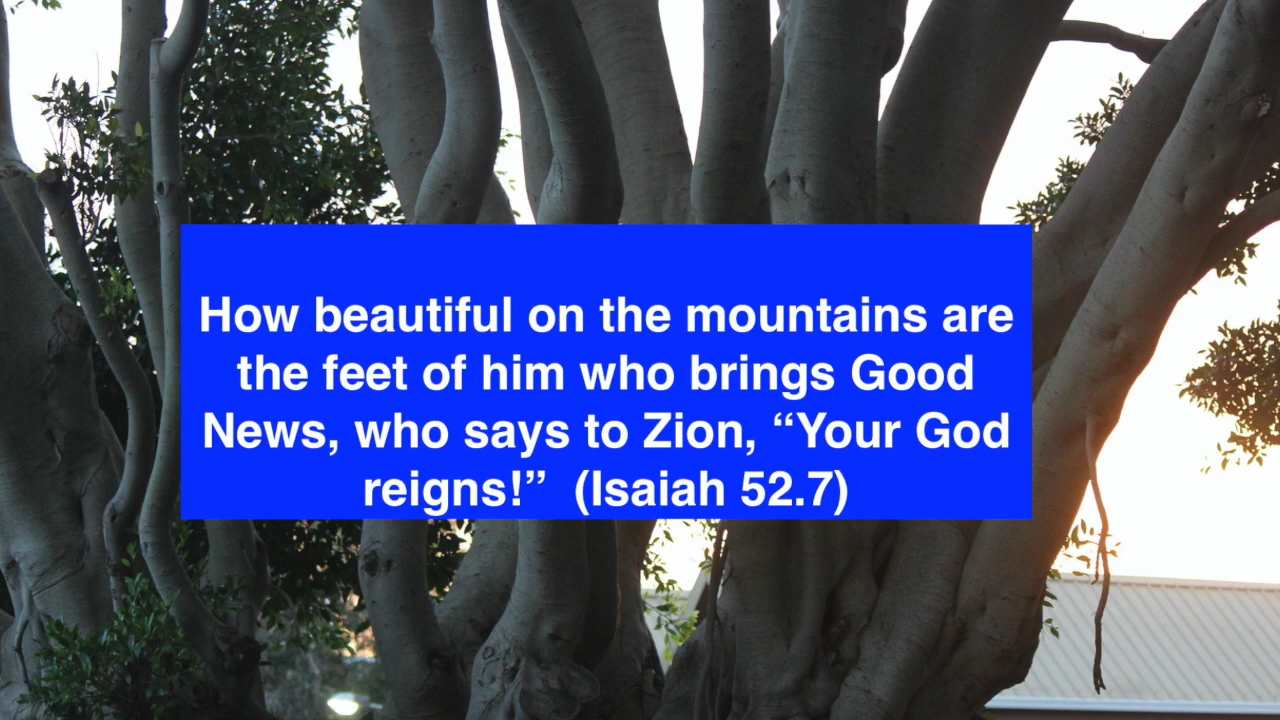 How beautiful on the mountains are
the feet of him who brings Good
News, who says to Zion, “Your God
reigns!”  (Isaiah 52.7)